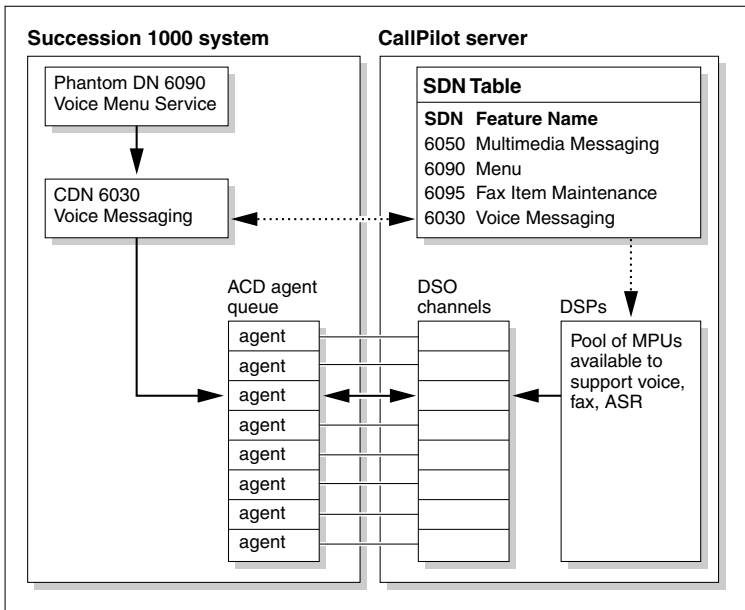 Succession 1000 system
CallPilot server
Phantom DN 6090
Voice Menu Service
CDN 6030
Voice Messaging
SDN Table
SDN Feature Name
6050 Multimedia Messaging
6090 Menu
6095 Fax Item Maintenance
6030 Voice Messaging
ACD agent
queue
agent
agent
agent
agent
agent
agent
agent
agent
DSO
channels
DSPs
Pool of MPUs
available to
support voice,
fax, ASR